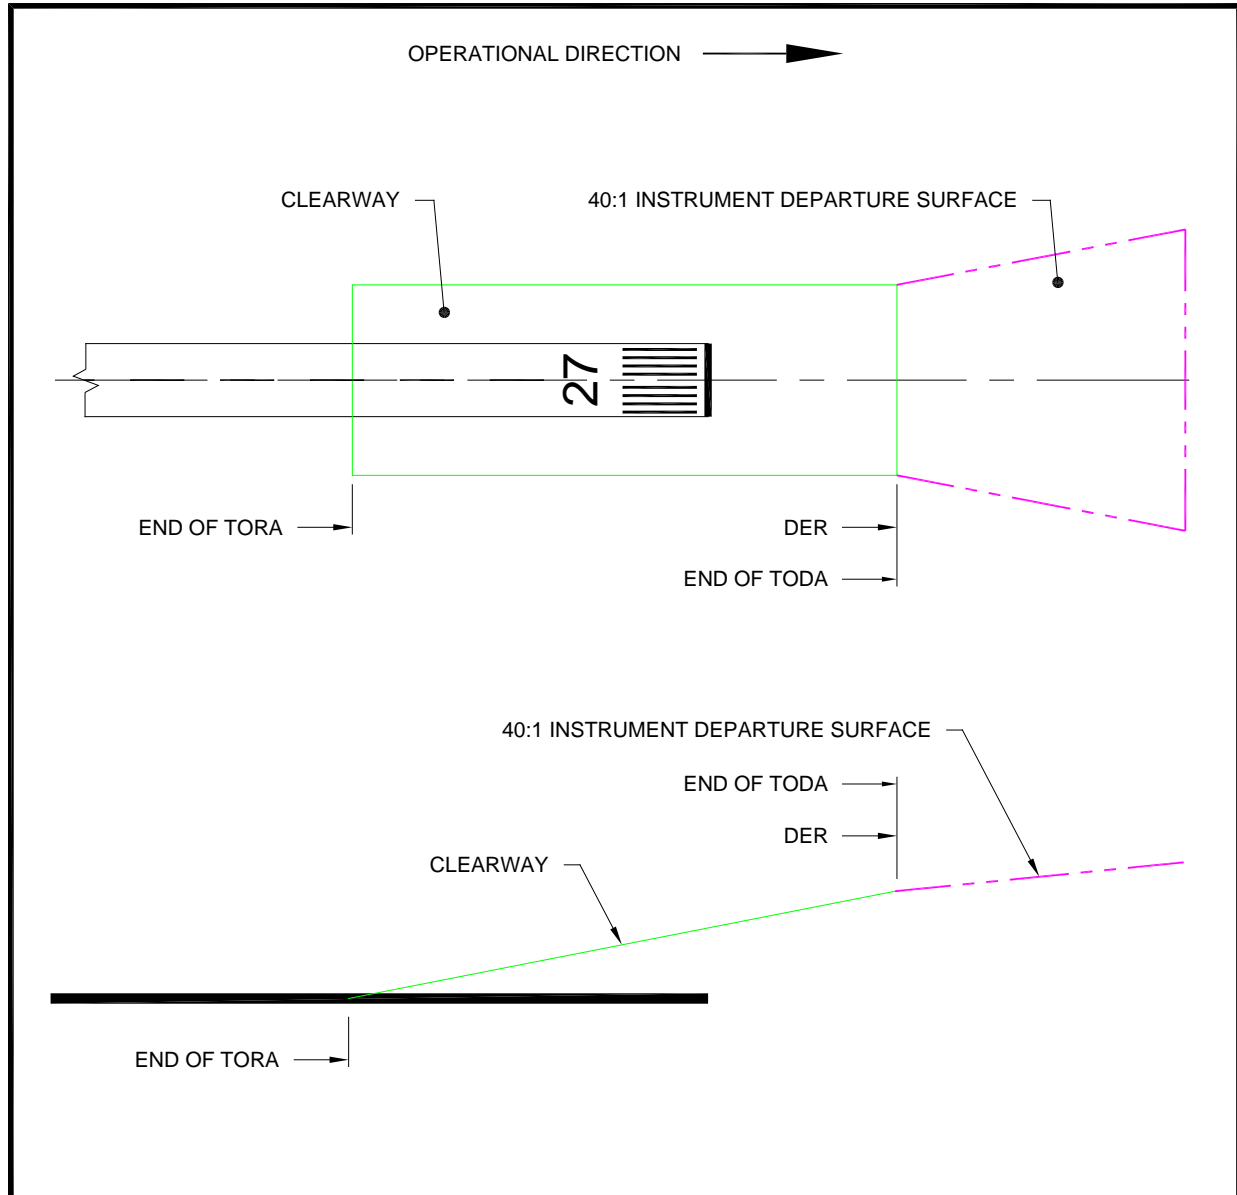 OPERATIONAL DIRECTION
CLEARWAY
40:1 INSTRUMENT DEPARTURE SURFACE
27
END OF TORA
DER
END OF TODA
40:1 INSTRUMENT DEPARTURE SURFACE
END OF TODA
DER
CLEARWAY
END OF TORA